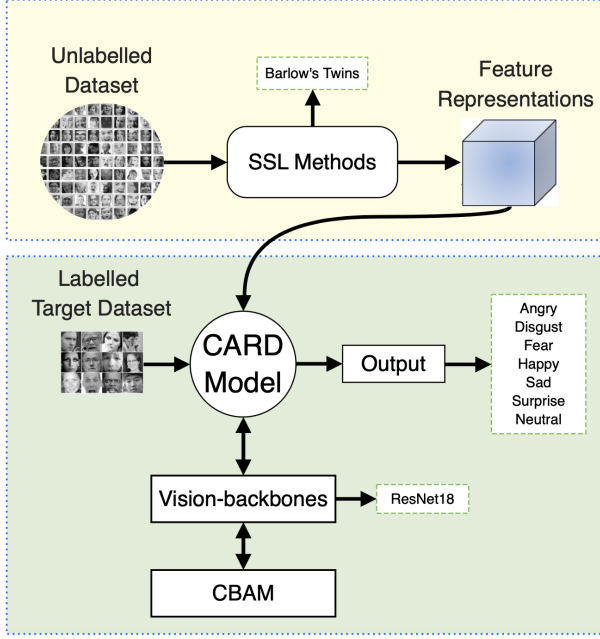 Unlabelled
Dataset
Barlow's Twins
Feature
Representations
SSL Methods
Labelled
Target Dataset
CARD
Model
Output
Angry
Disgust
Fear
Happy
Sad
Surprise
Neutral
Vision-backbones
ResNet18
CBAM